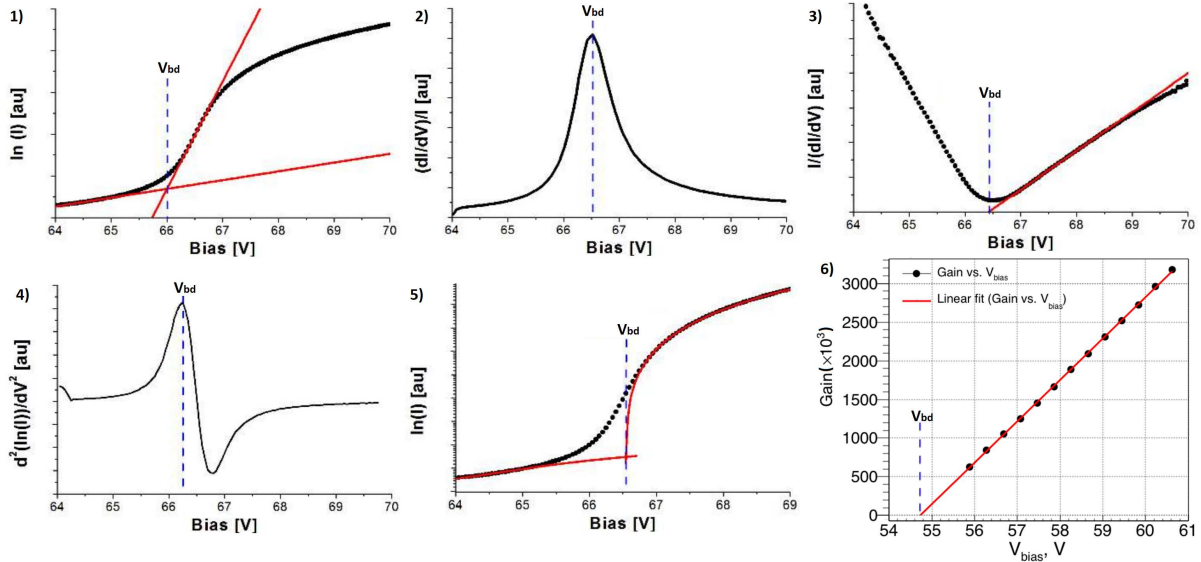 1)
V_bd
ln (I) [au]
64 65 66 67 68 69 70
Bias [V]
2)
V_bd
(dI/dV)/I [au]
64 65 66 67 68 69 70
Bias [V]
3)
V_bd
I/(dI/dV) [au]
65 66 67 68 69 70
Bias [V]
4)
V_bd
d²(ln(I))/dV² [au]
64 65 66 67 68 69 70
Bias [V]
5)
V_bd
ln(I) [au]
64 65 66 67 68 69
Bias [V]
6)
Gain vs. V_bias
Linear fit (Gain vs. V_bias)
V_bd
Gain(×10³)
3000
2500
2000
1500
1000
500
0
54 55 56 57 58 59 60 61
V_bias, V